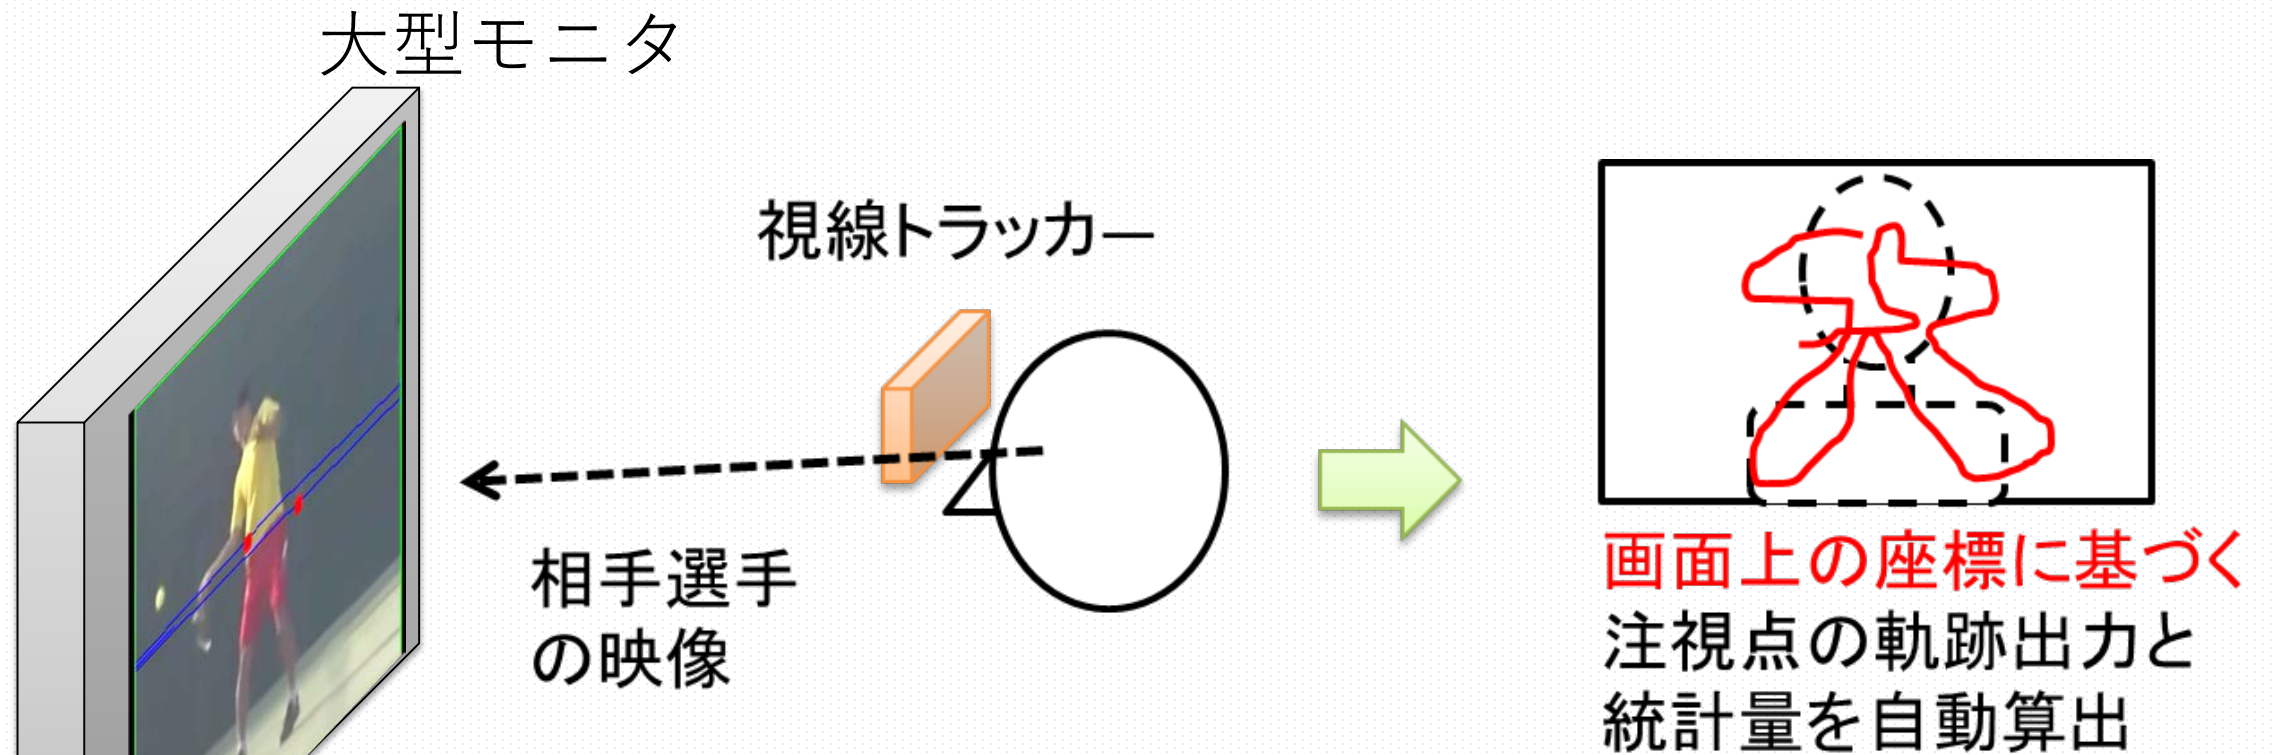 大型モニタ
視線トラッカー
相手選手
の映像
画面上の座標に基づく
注視点の軌跡出力と
統計量を自動算出